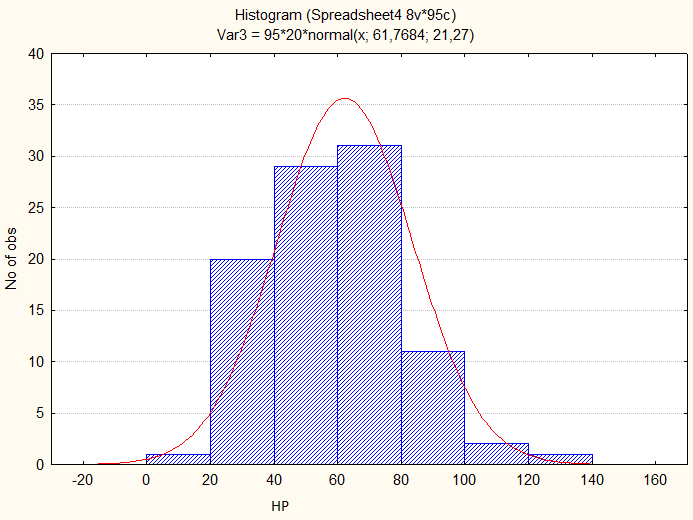 Histogram (Spreadsheet4 8v*95c)
Var3 = 95*20*normal(x; 61,7684; 21,27)
40
35
30
25
20
15
10
5
0
No of obs
-20 0 20 40 60 80 100 120 140 160
HP